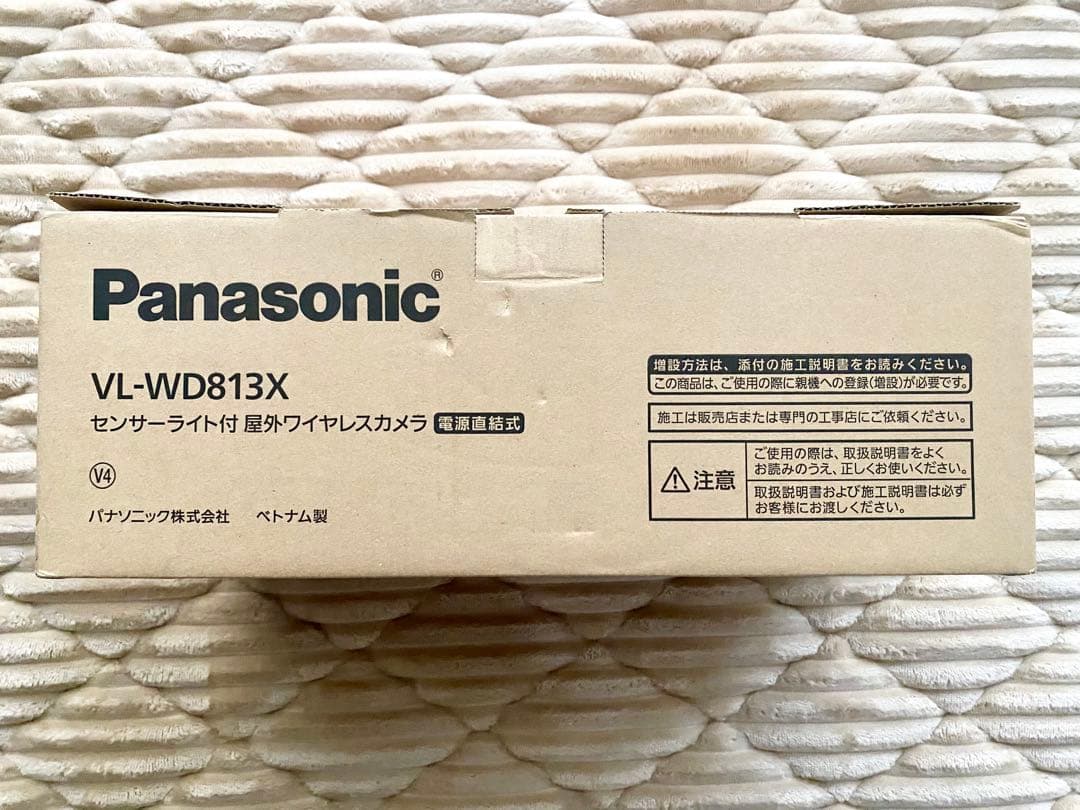 Panasonic®
VL-WD813X
センサーライト付 屋外ワイヤレスカメラ 電源直結式
V4
パナソニック株式会社 ベトナム製
増設方法は、添付の施工説明書をお読みください。
この商品は、ご使用の際に親機への登録(増設)が必要です。
施工は販売店または専門の工事店にご依頼ください。
注意
ご使用の際は、取扱説明書をよく
お読みのうえ、正しくお使いください。
取扱説明書および施工説明書は必ず
お客様にお渡しください。